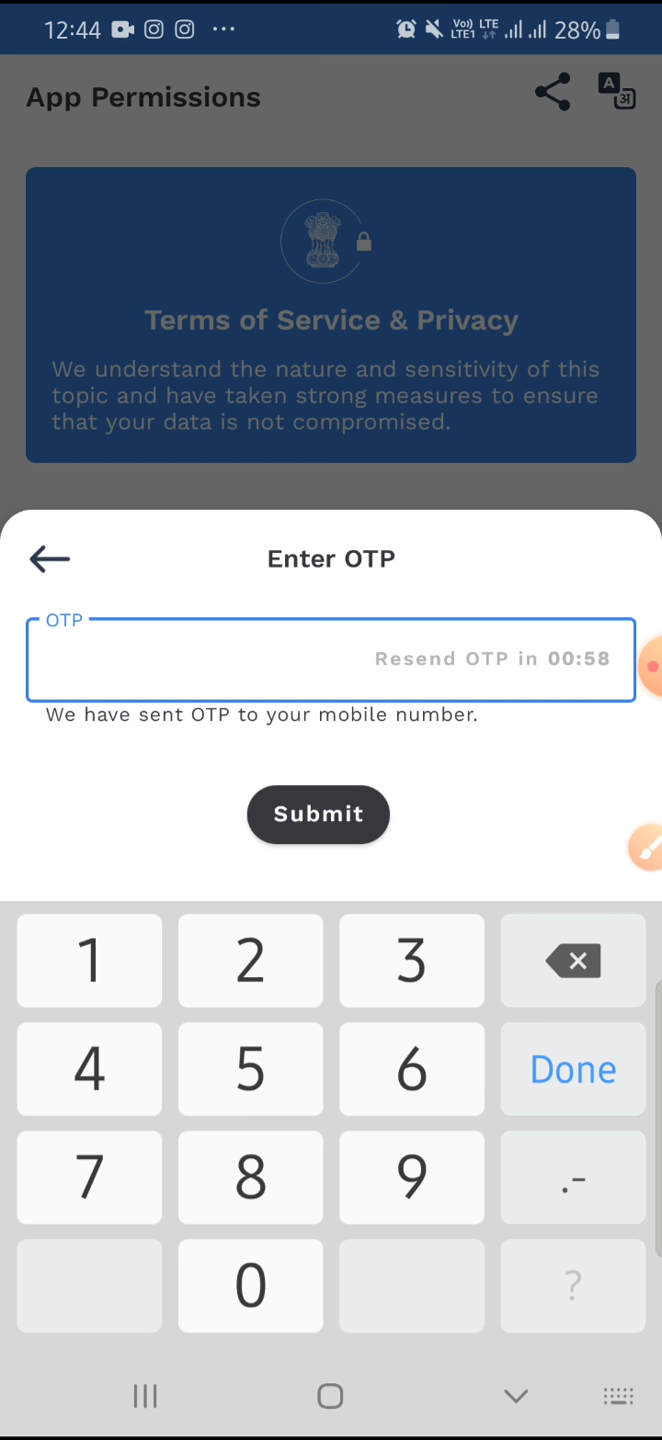 12:44 ... Vo)) LTE LTE1 28%
App Permissions A अ
Terms of Service & Privacy
We understand the nature and sensitivity of this
topic and have taken strong measures to ensure
that your data is not compromised.
Enter OTP
OTP
Resend OTP in 00:58
We have sent OTP to your mobile number.
Submit
1 2 3
4 5 6 Done
7 8 9 .-
0 ?